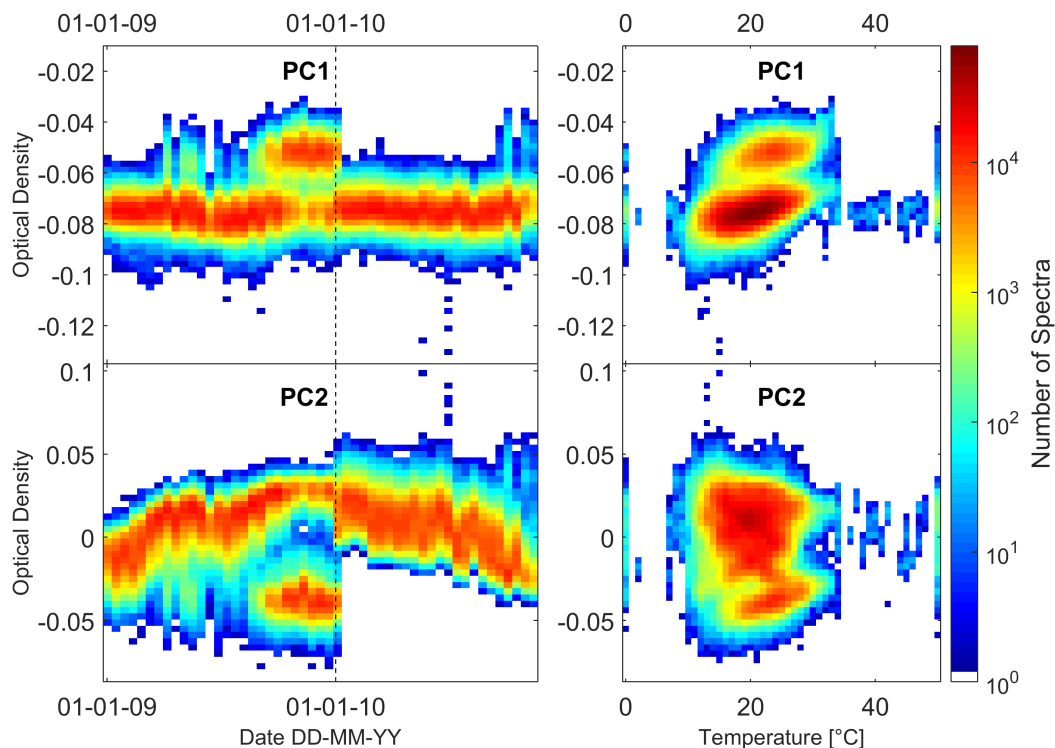 01-01-09 01-01-10 0 20 40
PC1 PC1
-0.02
-0.04
-0.06
-0.08
-0.1
-0.12
Optical Density
PC2 PC2
0.1
0.05
0
-0.05
Optical Density
01-01-09 01-01-10
Date DD-MM-YY
0 20 40
Temperature [°C]
10^4
10^3
10^2
10^1
10^0
Number of Spectra